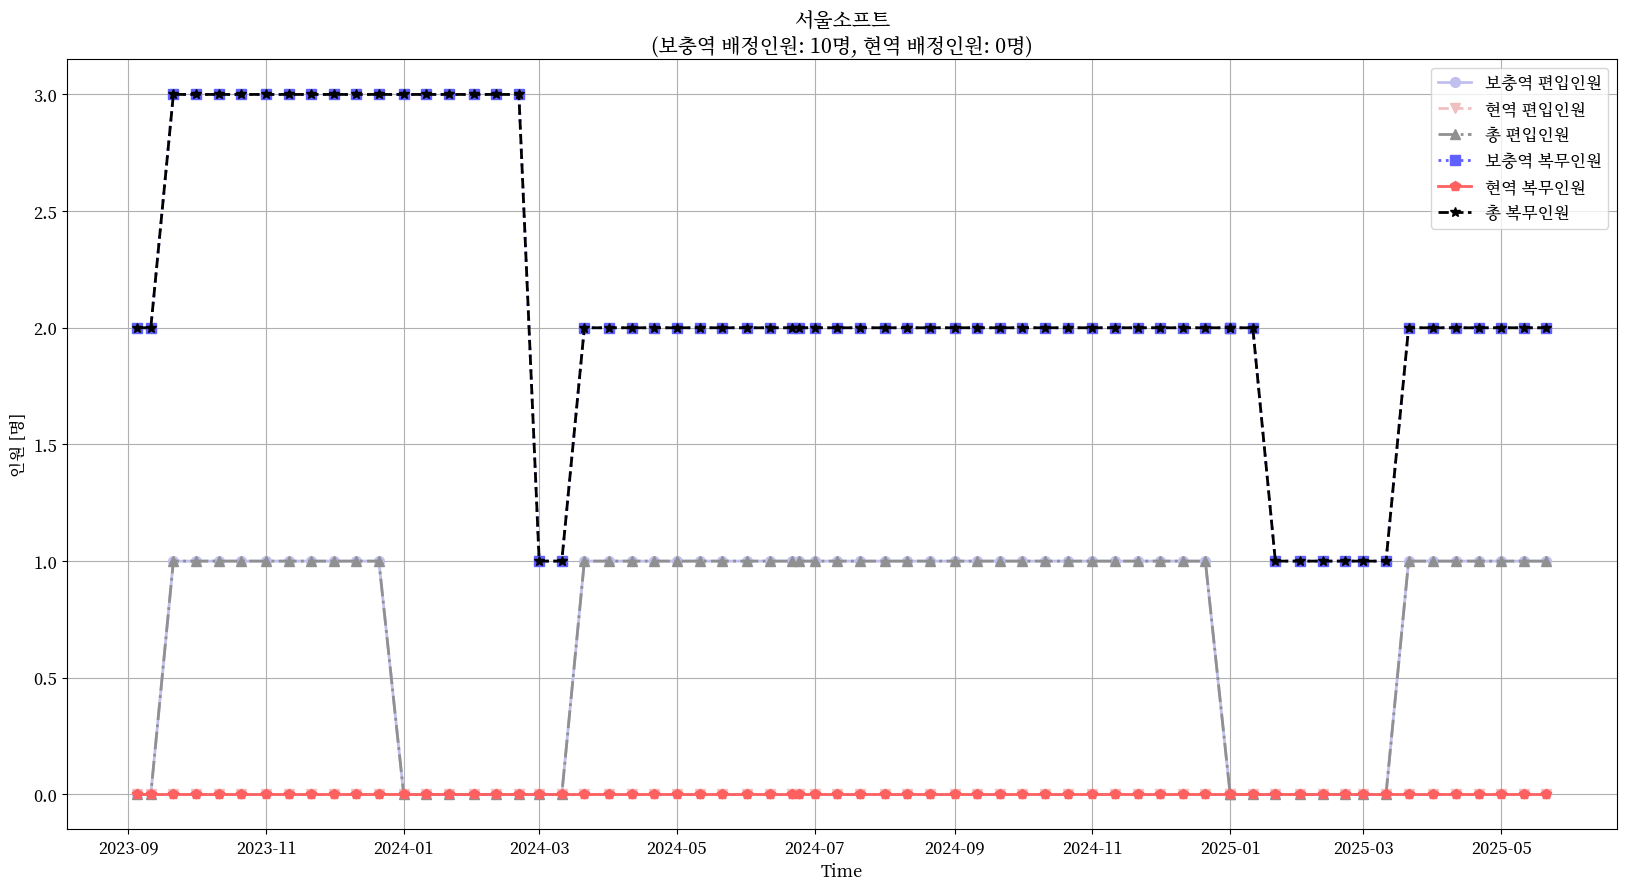 서울소프트
(보충역 배정인원: 10명, 현역 배정인원: 0명)
보충역 편입인원
현역 편입인원
총 편입인원
보충역 복무인원
현역 복무인원
총 복무인원
인원 [명]
3.0
2.5
2.0
1.5
1.0
0.5
0.0
2023-09 2023-11 2024-01 2024-03 2024-05 2024-07 2024-09 2024-11 2025-01 2025-03 2025-05
Time